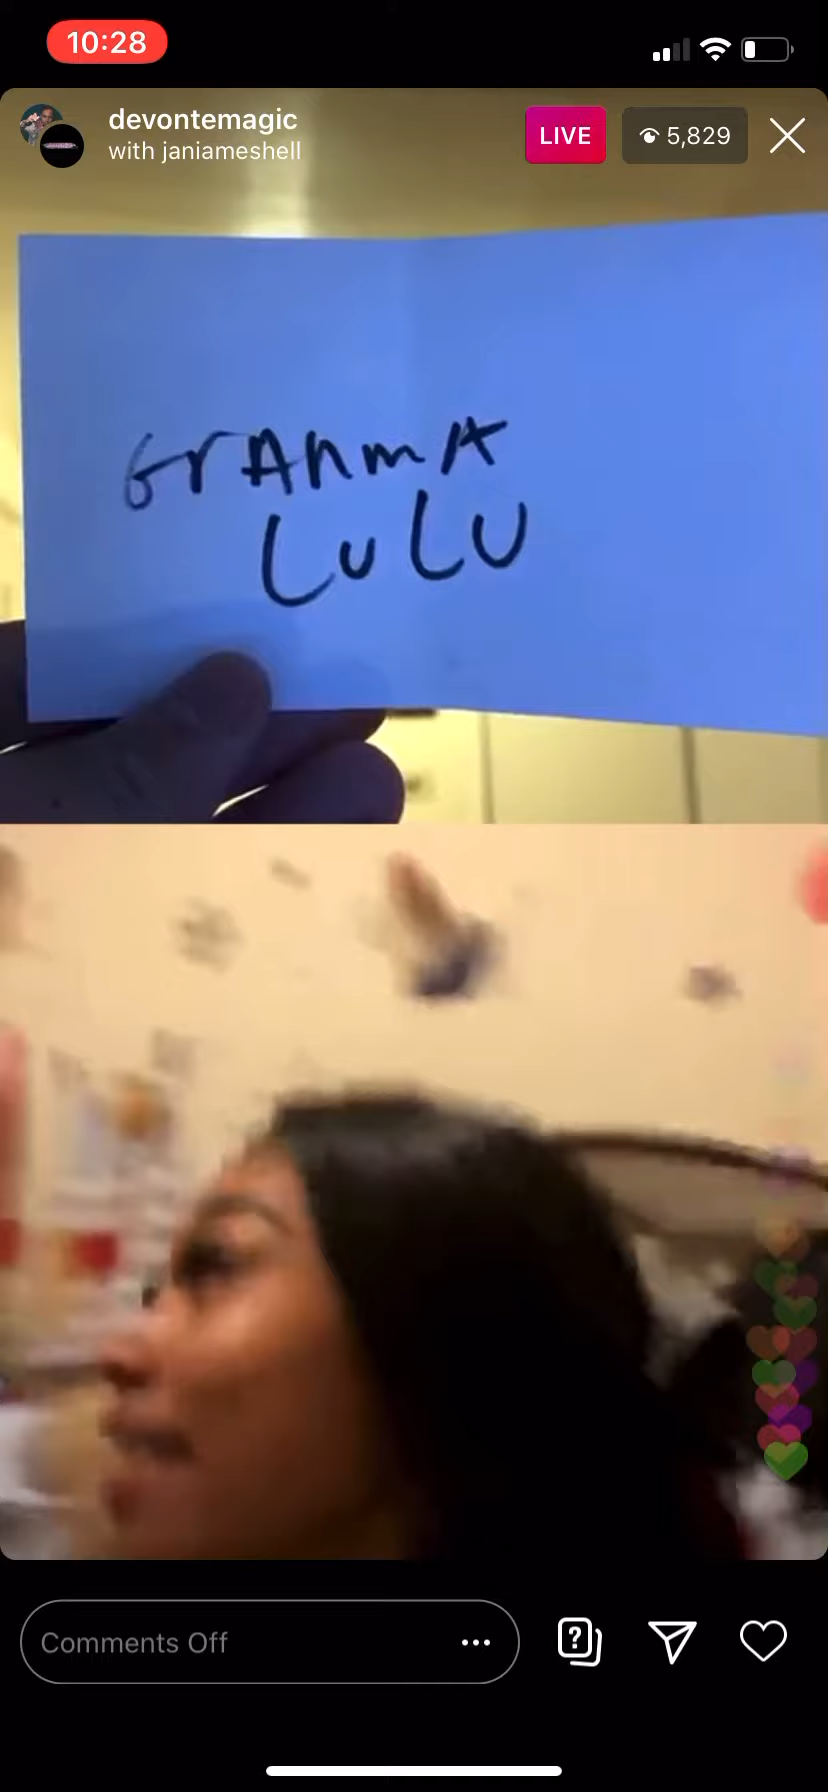 10:28
devontemagic
with janiameshell
LIVE
5,829
GrAnmA
LuLu
Comments Off